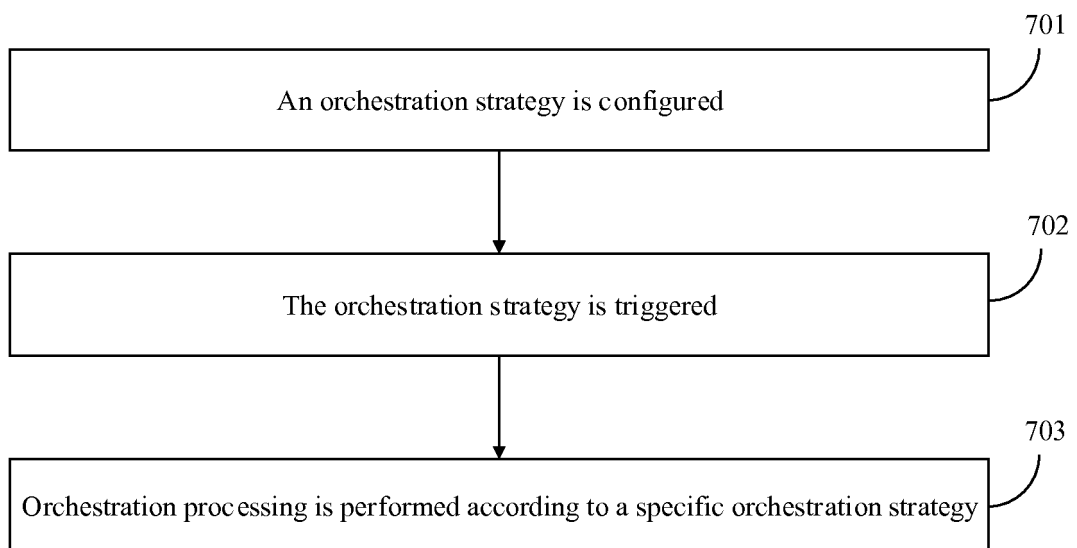 701
An orchestration strategy is configured
702
The orchestration strategy is triggered
703
Orchestration processing is performed according to a specific orchestration strategy